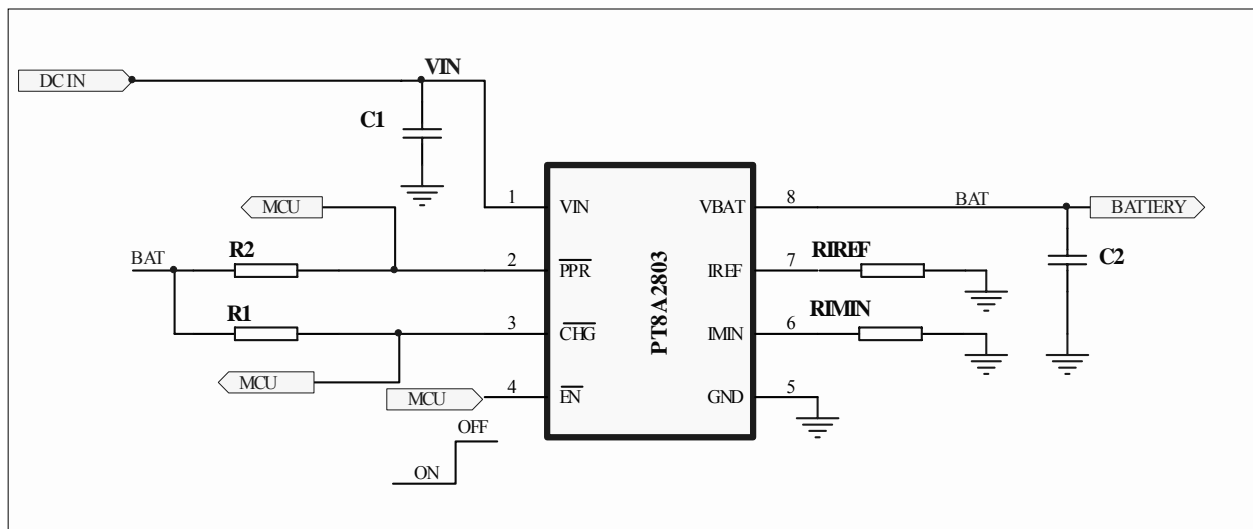 DC IN
VIN
C1
MCU
1
VIN
VBAT
8
BAT
BATTERY
BAT
R2
2
PPR
IREF
7
RIREF
C2
R1
3
CHG
IMIN
6
RIMIN
PT8A2803
MCU
MCU
4
EN
GND
5
OFF
ON